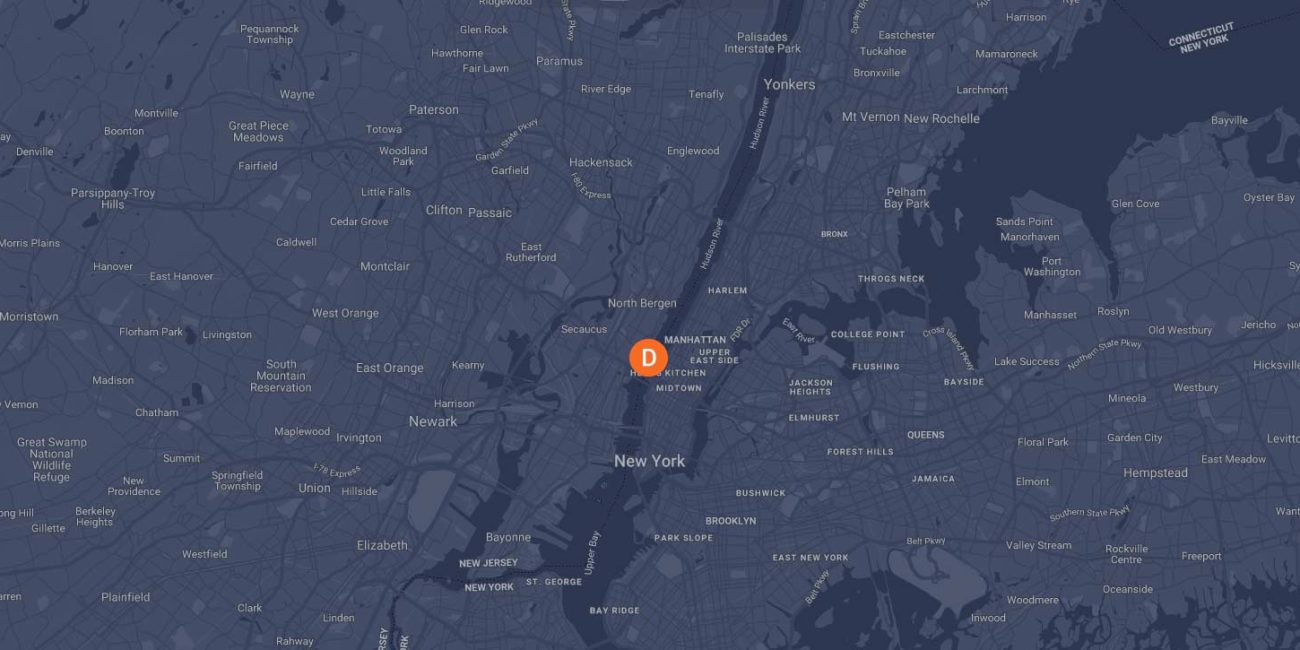 Ridgewood
State Pkwy
Harrison
Rye
Pequannock
Township
Glen Rock
Palisades
Interstate Park
Eastchester
CONNECTICUT
NEW YORK
Hawthorne
Tuckahoe
Mamaroneck
Paramus
Fair Lawn
Bronxville
Yonkers
Wayne
River Edge
Tenafly
Larchmont
Montville
Paterson
Hudson River
Mt Vernon
New Rochelle
Bayville
Boonton
Great Piece
Meadows
Totowa
Garden State Pkwy
Denville
Woodland
Park
Englewood
Fairfield
Hackensack
Garfield
I-80 Express
Parsippany-Troy
Hills
Little Falls
Pelham
Bay Park
Glen Cove
Oyster Bay
Clifton
Passaic
Cedar Grove
Sands Point
Manorhaven
Morris Plains
Caldwell
East
Rutherford
Hudson River
BRONX
Hanover
East Hanover
Montclair
Port
Washington
THROGS NECK
HARLEM
North Bergen
Morristown
West Orange
Manhasset
Roslyn
Florham Park
Livingston
Secaucus
MANHATTAN
FDR Dr
East River
COLLEGE POINT
Cross Island Pkwy
Northern State Pkwy
Old Westbury
Jericho
D
UPPER
EAST SIDE
South
Mountain
Reservation
East Orange
Kearny
KITCHEN
FLUSHING
Lake Success
Hicksville
Madison
MIDTOWN
JACKSON
HEIGHTS
BAYSIDE
Westbury
Vernon
Chatham
Harrison
Mineola
Newark
ELMHURST
Maplewood
Irvington
QUEENS
Floral Park
Garden City
Great Swamp
National
Wildlife
Refuge
Summit
New York
FOREST HILLS
East Meadow
I-78 Express
Springfield
Township
New
Providence
Union
Hillside
BUSHWICK
JAMAICA
Elmont
Hempstead
Berkeley
Heights
Gillette
BROOKLYN
Southern State Pkwy
Westfield
Elizabeth
Bayonne
Upper Bay
PARK SLOPE
EAST NEW YORK
Belt Pkwy
Valley Stream
Rockville
Centre
Freeport
NEW JERSEY
NEW YORK
ST. GEORGE
Belt Pkwy
Oceanside
Plainfield
Clark
BAY RIDGE
Woodmere
Linden
Inwood
Rahway